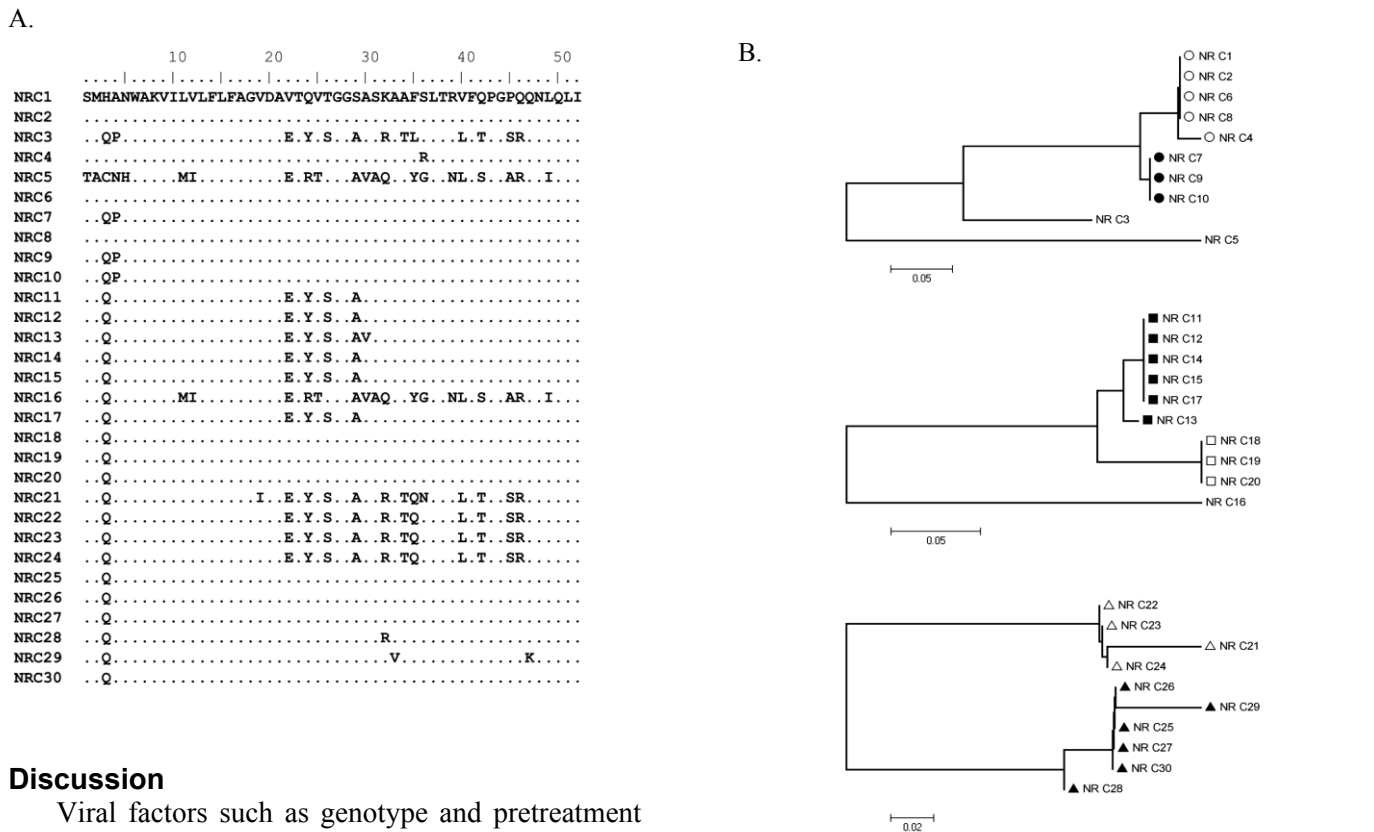 A.
10 20 30 40 50
....|....|....|....|....|....|....|....|....|....|..
NRC1 SMHANWAKVILVLFLFAGVDAVTQVTGGSASKAAFSLTRVFQPGPQQNLQLI
NRC2 ....................................................
NRC3 ..QP.................E.Y.S..A..R.TL....L.T..SR......
NRC4 ...................................R................
NRC5 TACNH.....MI.........E.RT...AVAQ..YG..NL.S..AR..I...
NRC6 ....................................................
NRC7 ..QP................................................
NRC8 ....................................................
NRC9 ..QP................................................
NRC10 ..QP................................................
NRC11 ..Q..................E.Y.S..A.......................
NRC12 ..Q..................E.Y.S..A.......................
NRC13 ..Q..................E.Y.S..AV......................
NRC14 ..Q..................E.Y.S..A.......................
NRC15 ..Q..................E.Y.S..A.......................
NRC16 ..Q.......MI.........E.RT...AVAQ..YG..NL.S..AR..I...
NRC17 ..Q..................E.Y.S..A.......................
NRC18 ..Q.................................................
NRC19 ..Q.................................................
NRC20 ..Q.................................................
NRC21 ..Q...............I..E.Y.S..A..R.TQN...L.T..SR......
NRC22 ..Q..................E.Y.S..A..R.TQ....L.T..SR......
NRC23 ..Q..................E.Y.S..A..R.TQ....L.T..SR......
NRC24 ..Q..................E.Y.S..A..R.TQ....L.T..SR......
NRC25 ..Q.................................................
NRC26 ..Q.................................................
NRC27 ..Q.................................................
NRC28 ..Q............................R....................
NRC29 ..Q.............................V.............K.....
NRC30 ..Q.................................................
Discussion
Viral factors such as genotype and pretreatment
B.
NR C1
NR C2
NR C6
NR C8
NR C4
NR C7
NR C9
NR C10
NR C3
NR C5
0.05
NR C11
NR C12
NR C14
NR C15
NR C17
NR C13
NR C18
NR C19
NR C20
NR C16
0.05
NR C22
NR C23
NR C21
NR C24
NR C26
NR C29
NR C25
NR C27
NR C30
NR C28
0.02